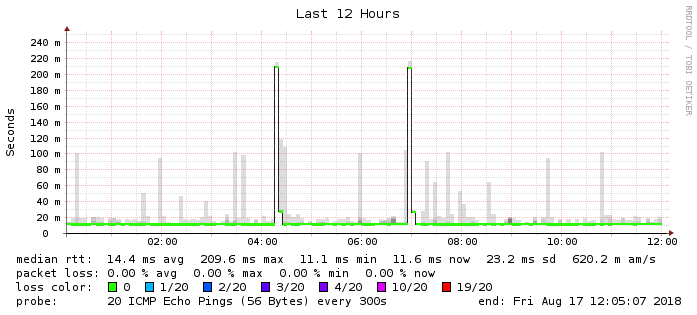 Last 12 Hours
RRDTOOL / TOBI OETIKER
Seconds
240 m
220 m
200 m
180 m
160 m
140 m
120 m
100 m
80 m
60 m
40 m
20 m
0
02:00 04:00 06:00 08:00 10:00 12:00
median rtt: 14.4 ms avg 209.6 ms max 11.1 ms min 11.6 ms now 23.2 ms sd 620.2 m am/s
packet loss: 0.00 % avg 0.00 % max 0.00 % min 0.00 % now
loss color: 0 1/20 2/20 3/20 4/20 10/20 19/20
probe: 20 ICMP Echo Pings (56 Bytes) every 300s end: Fri Aug 17 12:05:07 2018